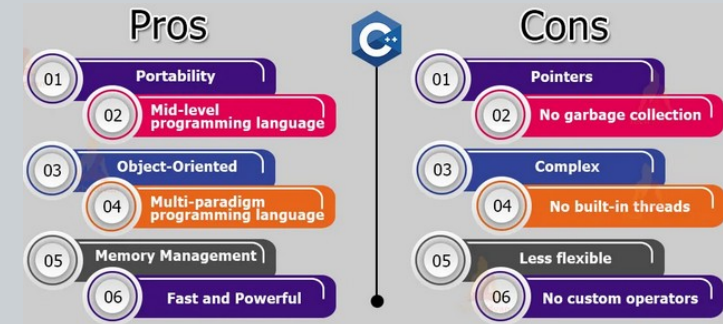 Pros
01
Portability
02
Mid-level
programming language
03
Object-Oriented
04
Multi-paradigm
programming language
05
Memory Management
06
Fast and Powerful
C++
Cons
01
Pointers
02
No garbage collection
03
Complex
04
No built-in threads
05
Less flexible
06
No custom operators